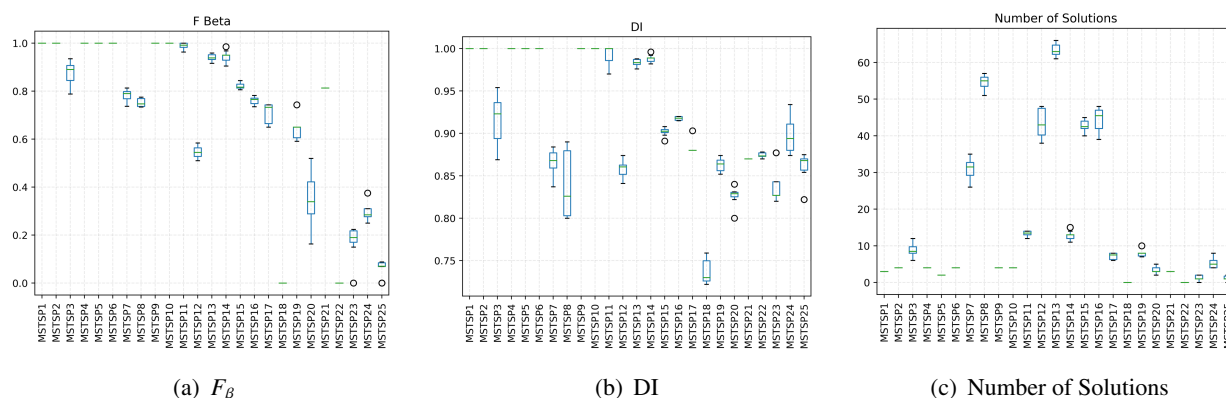 F Beta
1.0
0.8
0.6
0.4
0.2
0.0
MSTSP1
MSTSP2
MSTSP3
MSTSP4
MSTSP5
MSTSP6
MSTSP7
MSTSP8
MSTSP9
MSTSP10
MSTSP11
MSTSP12
MSTSP13
MSTSP14
MSTSP15
MSTSP16
MSTSP17
MSTSP18
MSTSP19
MSTSP20
MSTSP21
MSTSP22
MSTSP23
MSTSP24
MSTSP25
(a) Fβ
DI
1.00
0.95
0.90
0.85
0.80
0.75
MSTSP1
MSTSP2
MSTSP3
MSTSP4
MSTSP5
MSTSP6
MSTSP7
MSTSP8
MSTSP9
MSTSP10
MSTSP11
MSTSP12
MSTSP13
MSTSP14
MSTSP15
MSTSP16
MSTSP17
MSTSP18
MSTSP19
MSTSP20
MSTSP21
MSTSP22
MSTSP23
MSTSP24
MSTSP25
(b) DI
Number of Solutions
60
50
40
30
20
10
0
MSTSP1
MSTSP2
MSTSP3
MSTSP4
MSTSP5
MSTSP6
MSTSP7
MSTSP8
MSTSP9
MSTSP10
MSTSP11
MSTSP12
MSTSP13
MSTSP14
MSTSP15
MSTSP16
MSTSP17
MSTSP18
MSTSP19
MSTSP20
MSTSP21
MSTSP22
MSTSP23
MSTSP24
(c) Number of Solutions